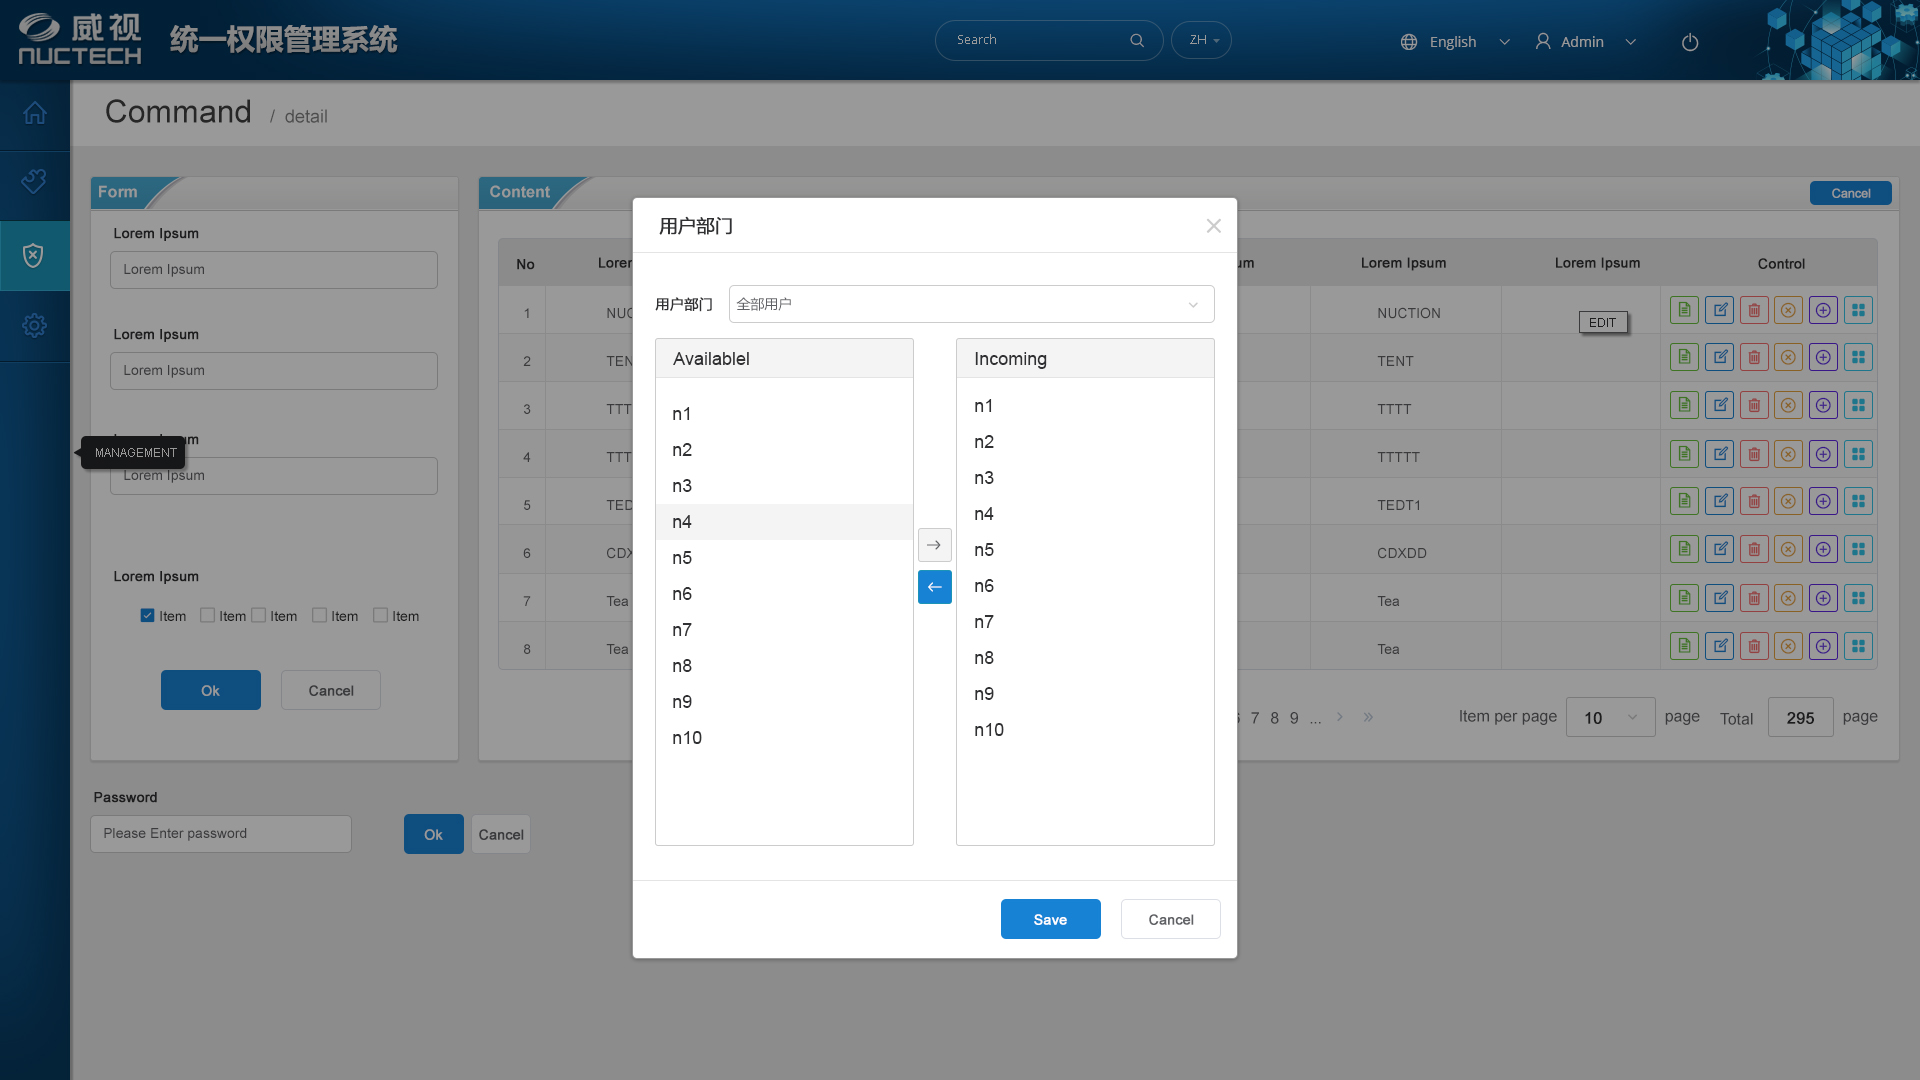 威视
NUCTECH
统一权限管理系统
Search
ZH
English
Admin
Command / detail
Form
Lorem Ipsum
Lorem Ipsum
Lorem Ipsum
Lorem Ipsum
MANAGEMENT
Lorem Ipsum
Lorem Ipsum
Item Item Item Item Item
Ok Cancel
Password
Please Enter password
Ok Cancel
Content
Cancel
No Lorem Ipsum Lorem Ipsum Control
1 NUC NUCTION
EDIT
2 TEN TENT
3 TTT TTTT
4 TTT TTTTT
5 TED TEDT1
6 CDX CDXDD
7 Tea Tea
8 Tea Tea
7 8 9 ... > »
Item per page 10 page Total 295 page
用户部门
用户部门 全部用户
Availablel
n1
n2
n3
n4
n5
n6
n7
n8
n9
n10
Incoming
n1
n2
n3
n4
n5
n6
n7
n8
n9
n10
Save Cancel